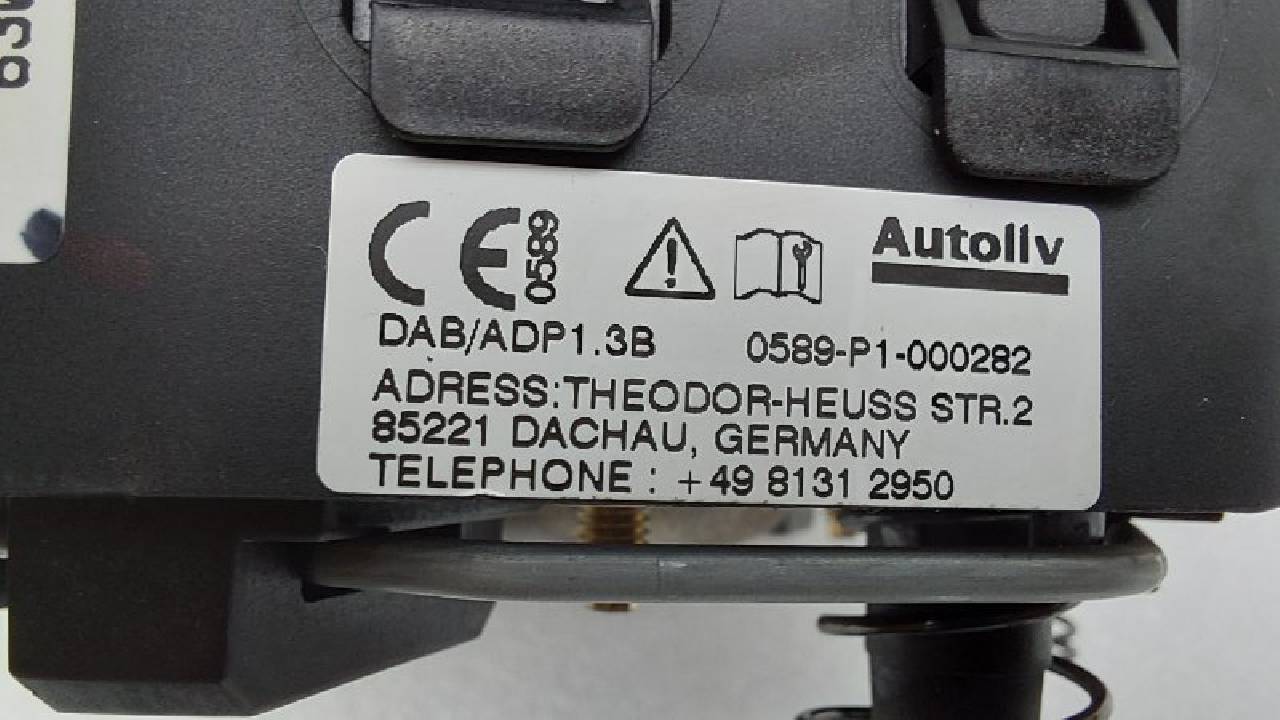 CE 0589
Autoliv
DAB/ADP1.3B 0589-P1-000282
ADRESS:THEODOR-HEUSS STR.2
85221 DACHAU, GERMANY
TELEPHONE : +49 8131 2950